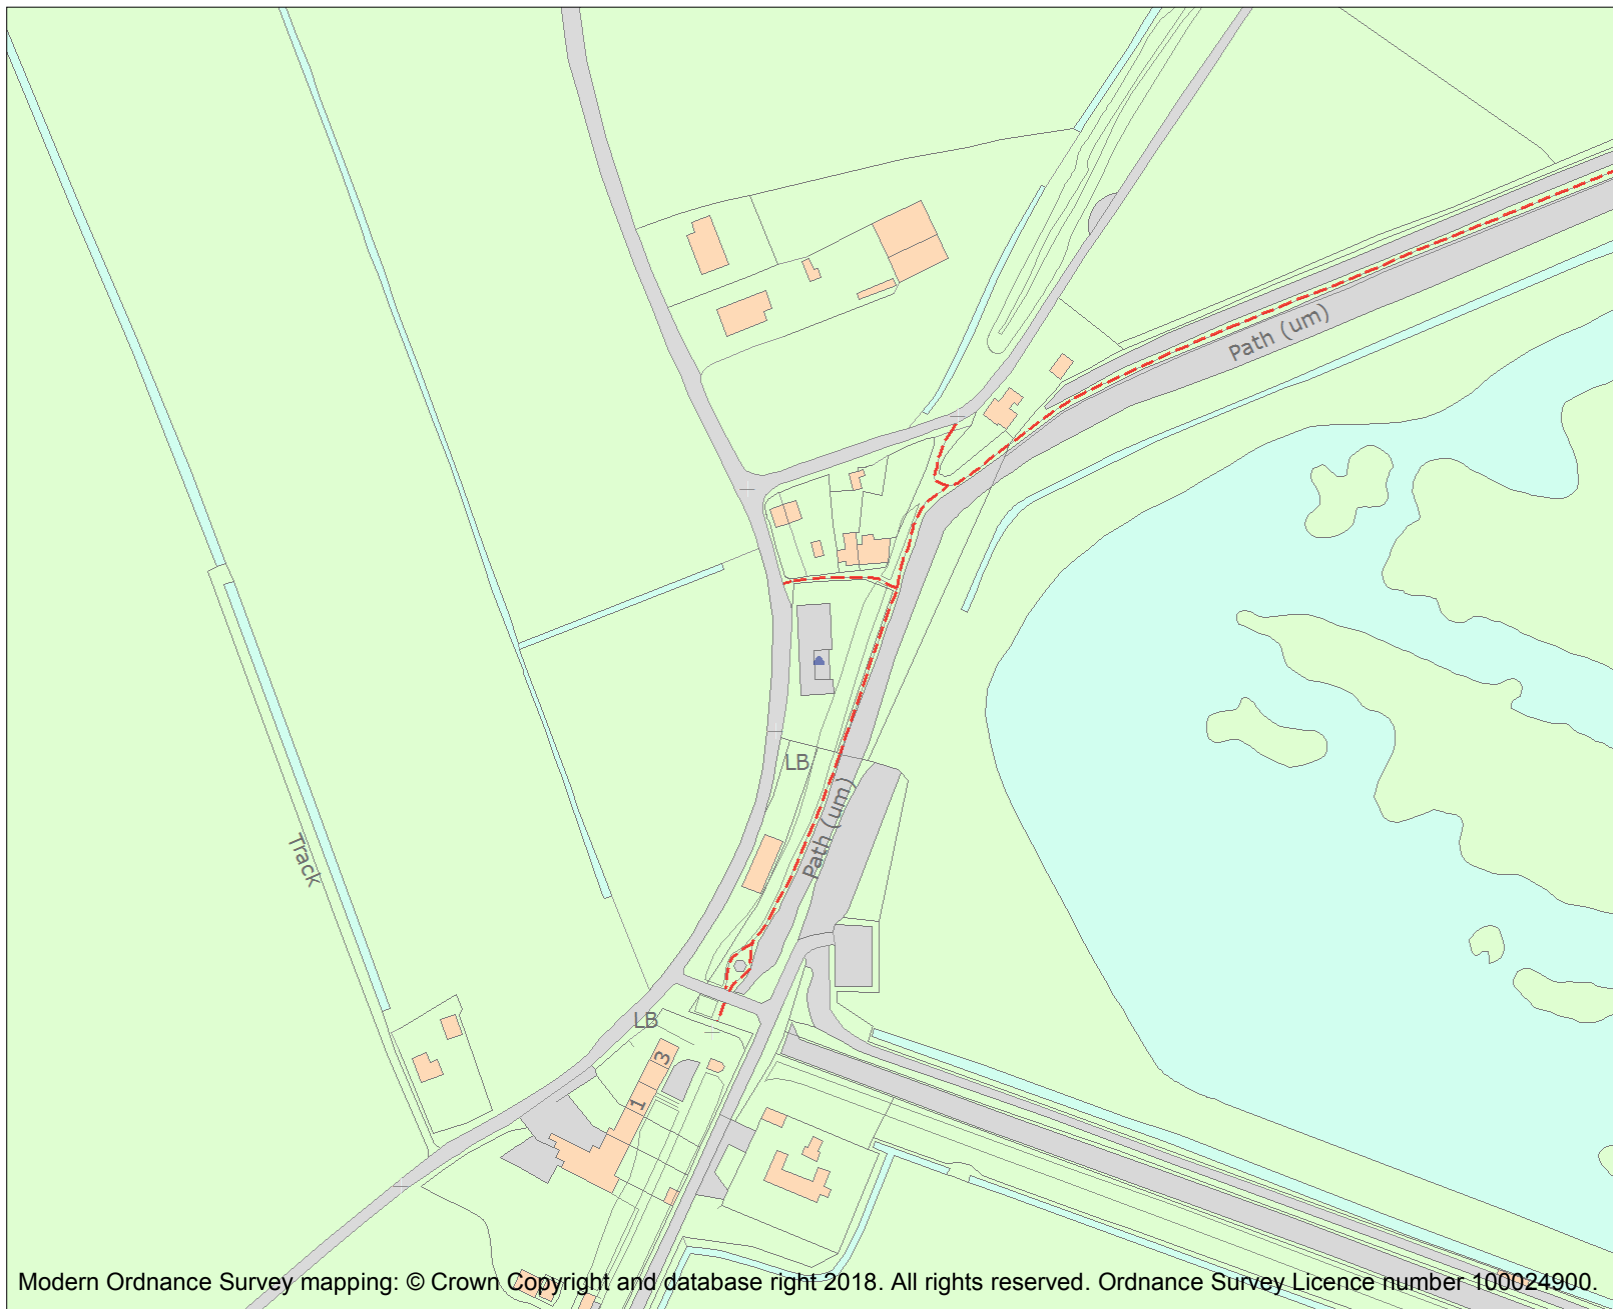 Path (um)
LB
Path (um)
Track
LB
3
1
Modern Ordnance Survey mapping: © Crown Copyright and database right 2018. All rights reserved. Ordnance Survey Licence number 100024900.